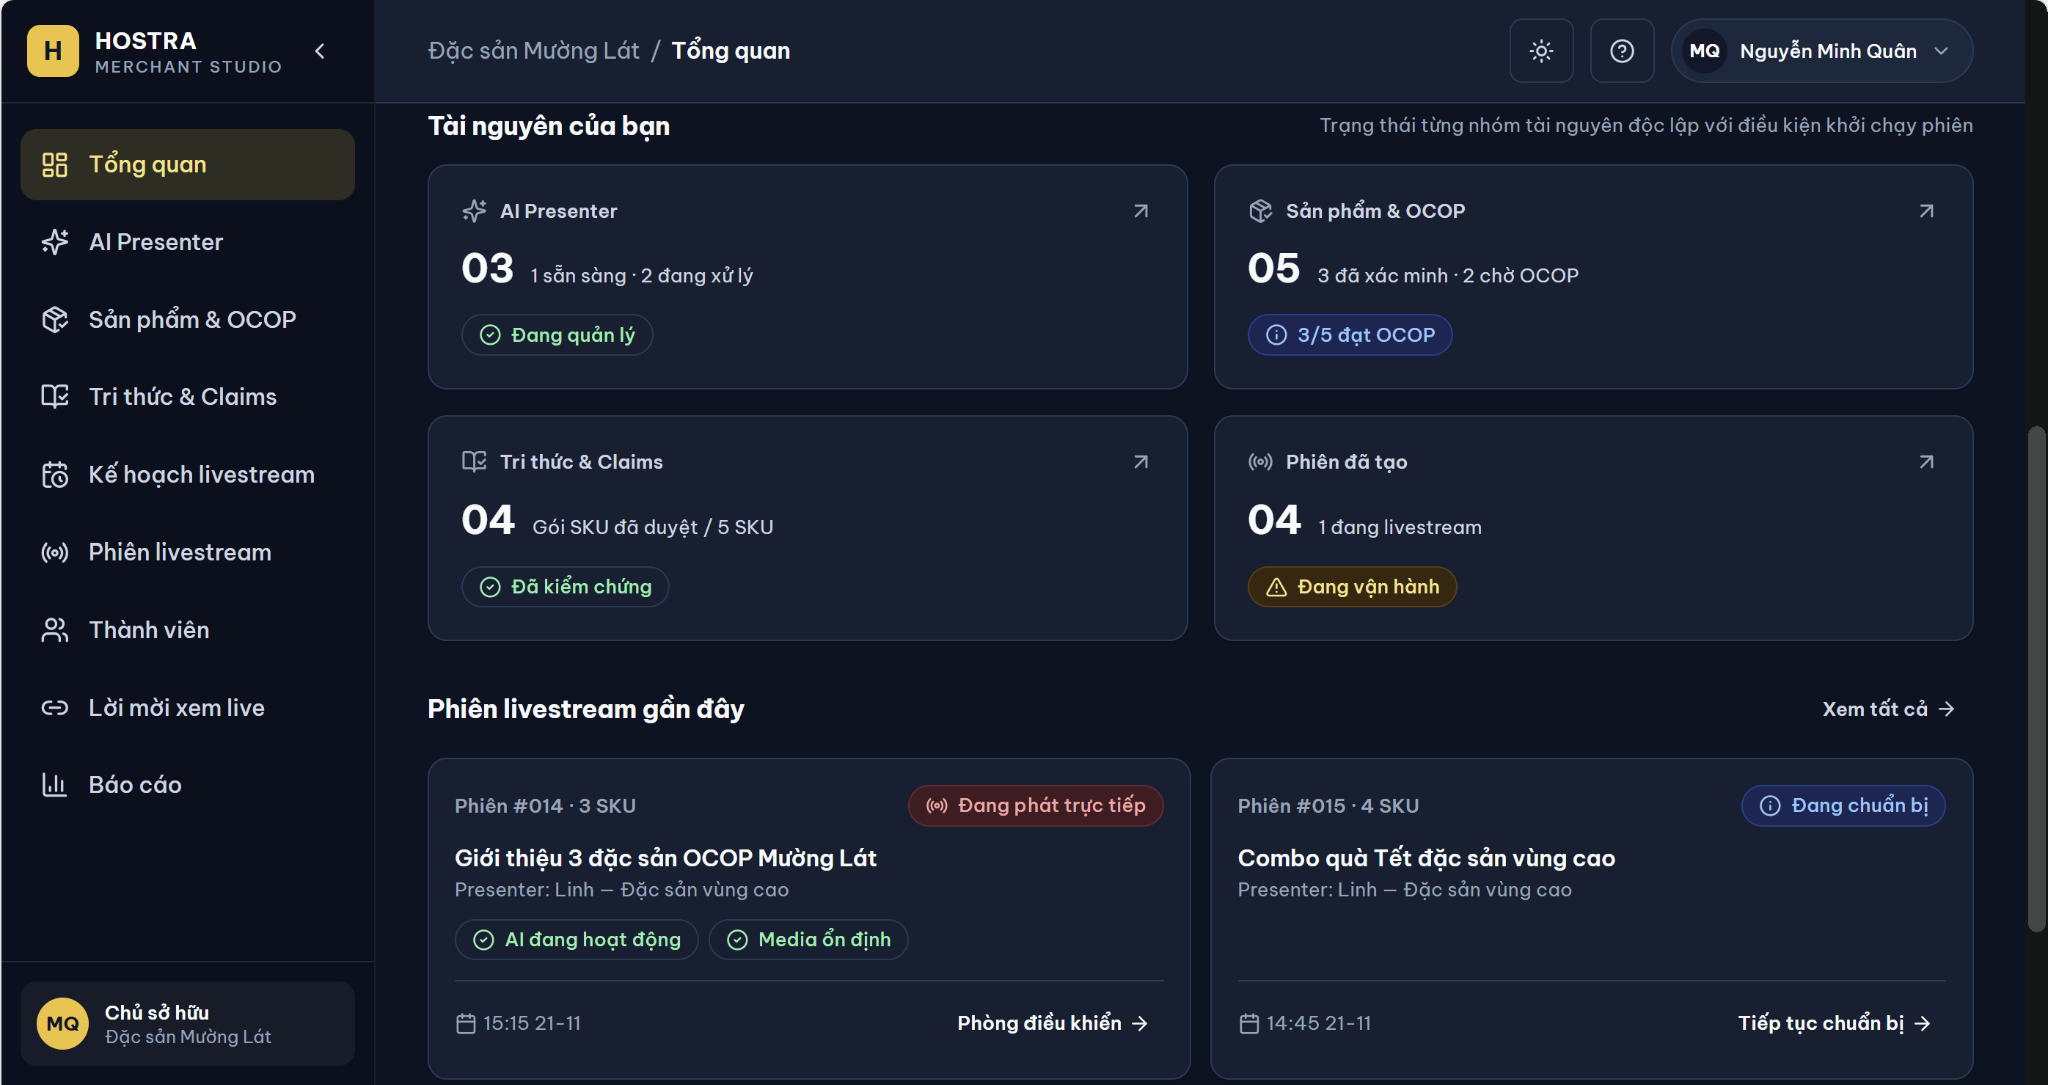 H
HOSTRA
MERCHANT STUDIO
Tổng quan
AI Presenter
Sản phẩm & OCOP
Tri thức & Claims
Kế hoạch livestream
Phiên livestream
Thành viên
Lời mời xem live
Báo cáo
MQ
Chủ sở hữu
Đặc sản Mường Lát
Đặc sản Mường Lát / Tổng quan
MQ Nguyễn Minh Quân
Tài nguyên của bạn
Trạng thái từng nhóm tài nguyên độc lập với điều kiện khởi chạy phiên
AI Presenter
03 1 sẵn sàng · 2 đang xử lý
Đang quản lý
Sản phẩm & OCOP
05 3 đã xác minh · 2 chờ OCOP
3/5 đạt OCOP
Tri thức & Claims
04 Gói SKU đã duyệt / 5 SKU
Đã kiểm chứng
Phiên đã tạo
04 1 đang livestream
Đang vận hành
Phiên livestream gần đây
Xem tất cả
Phiên #014 · 3 SKU
Đang phát trực tiếp
Giới thiệu 3 đặc sản OCOP Mường Lát
Presenter: Linh — Đặc sản vùng cao
AI đang hoạt động
Media ổn định
15:15 21-11
Phòng điều khiển
Phiên #015 · 4 SKU
Đang chuẩn bị
Combo quà Tết đặc sản vùng cao
Presenter: Linh — Đặc sản vùng cao
14:45 21-11
Tiếp tục chuẩn bị